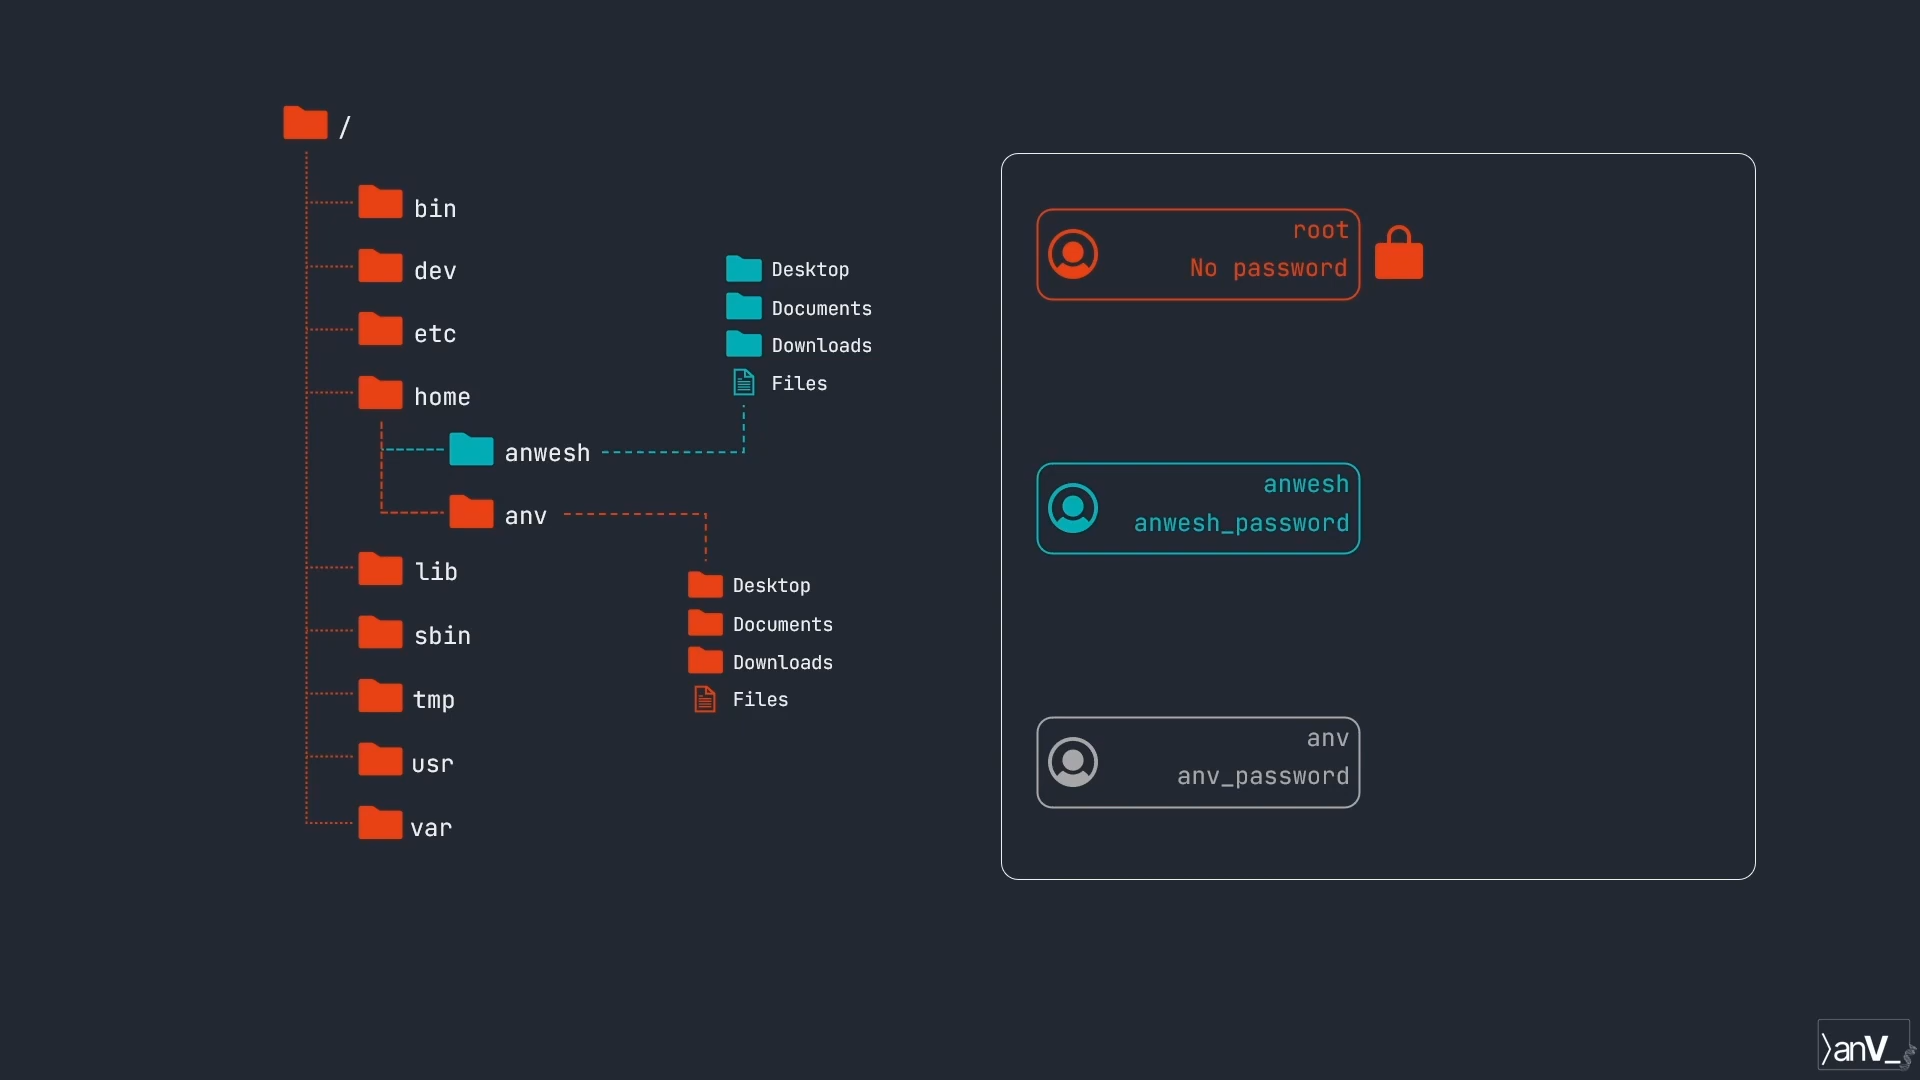 /
bin
dev
etc
home
anwesh
anv
lib
sbin
tmp
usr
var
Desktop
Documents
Downloads
Files
Desktop
Documents
Downloads
Files
root
No password
anwesh
anwesh_password
anv
anv_password
⟩anV_